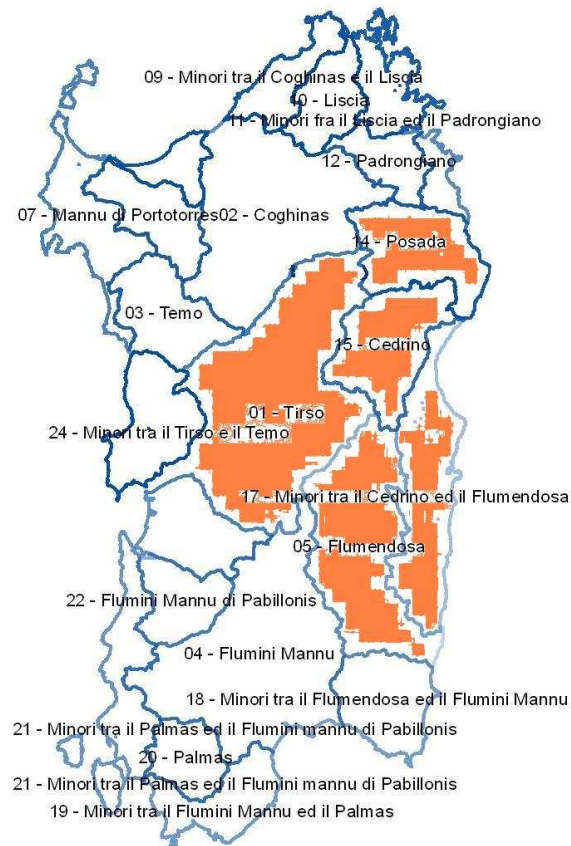 09 - Minori tra il Coghinas e il Liscia
10 - Liscia
11 - Minori fra il Liscia ed il Padrongiano
12 - Padrongiano
07 - Mannu di Portotorres
02 - Coghinas
14 - Posada
03 - Temo
15 - Cedrino
01 - Tirso
24 - Minori tra il Tirso e il Temo
17 - Minori tra il Cedrino ed il Flumendosa
05 - Flumendosa
22 - Flumini Mannu di Pabillonis
04 - Flumini Mannu
18 - Minori tra il Flumendosa ed il Flumini Mannu
21 - Minori tra il Palmas ed il Flumini mannu di Pabillonis
20 - Palmas
21 - Minori tra il Palmas ed il Flumini mannu di Pabillonis
19 - Minori tra il Flumini Mannu ed il Palmas